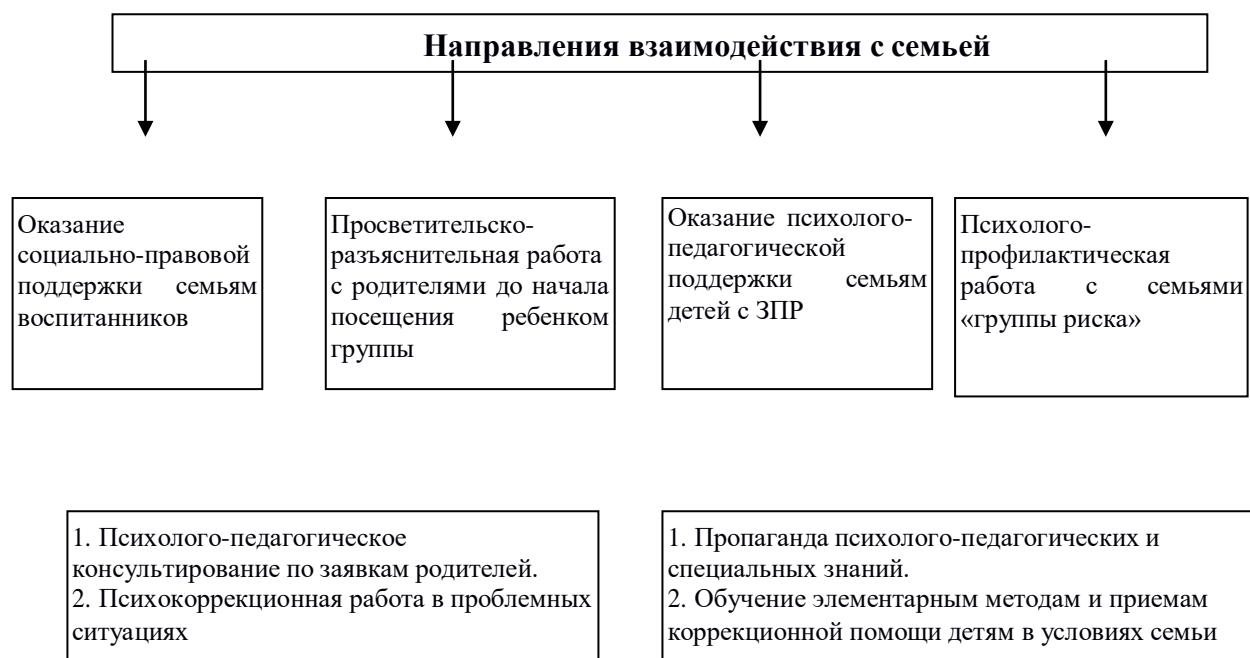 Направления взаимодействия с семьей
Оказание
социально-правовой
поддержки семьям
воспитанников
Просветительско-
разъяснительная работа
с родителями до начала
посещения ребенком
группы
Оказание психолого-
педагогической
поддержки семьям
детей с ЗПР
Психолого-
профилактическая
работа с семьями
«группы риска»
1. Психолого-педагогическое
консультирование по заявкам родителей.
2. Психокоррекционная работа в проблемных
ситуациях
1. Пропаганда психолого-педагогических и
специальных знаний.
2. Обучение элементарным методам и приемам
коррекционной помощи детям в условиях семьи